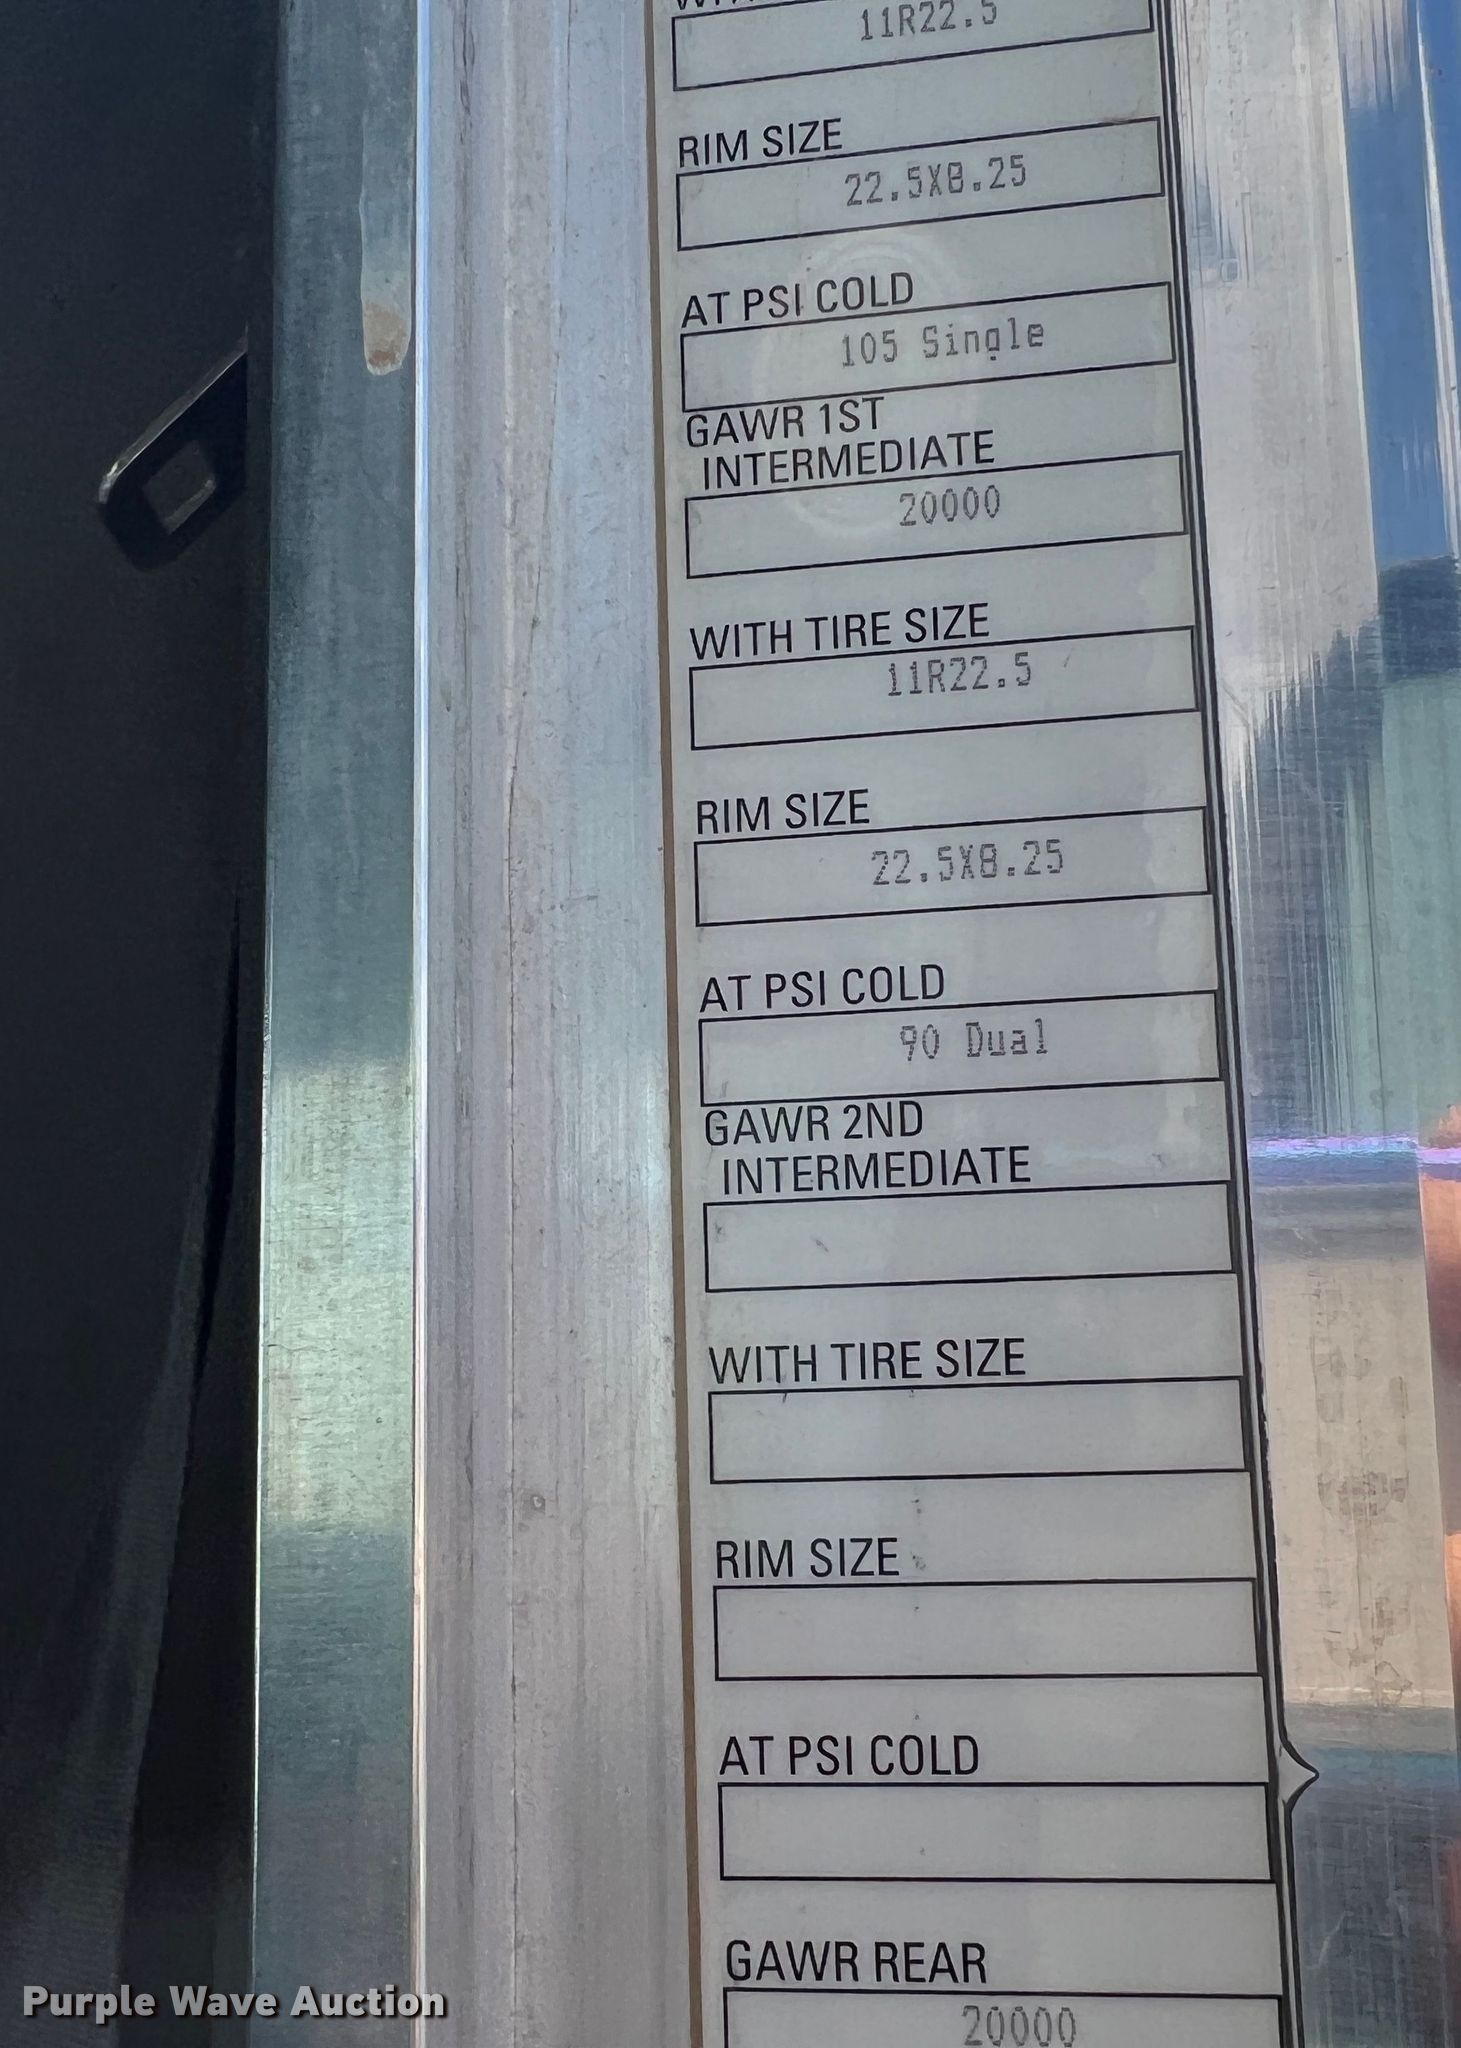 11R22.5
RIM SIZE
22.5X8.25
AT PSI COLD
105 Single
GAWR 1ST
INTERMEDIATE
20000
WITH TIRE SIZE
11R22.5
RIM SIZE
22.5X8.25
AT PSI COLD
90 Dual
GAWR 2ND
INTERMEDIATE
WITH TIRE SIZE
RIM SIZE
AT PSI COLD
GAWR REAR
20000
Purple Wave Auction